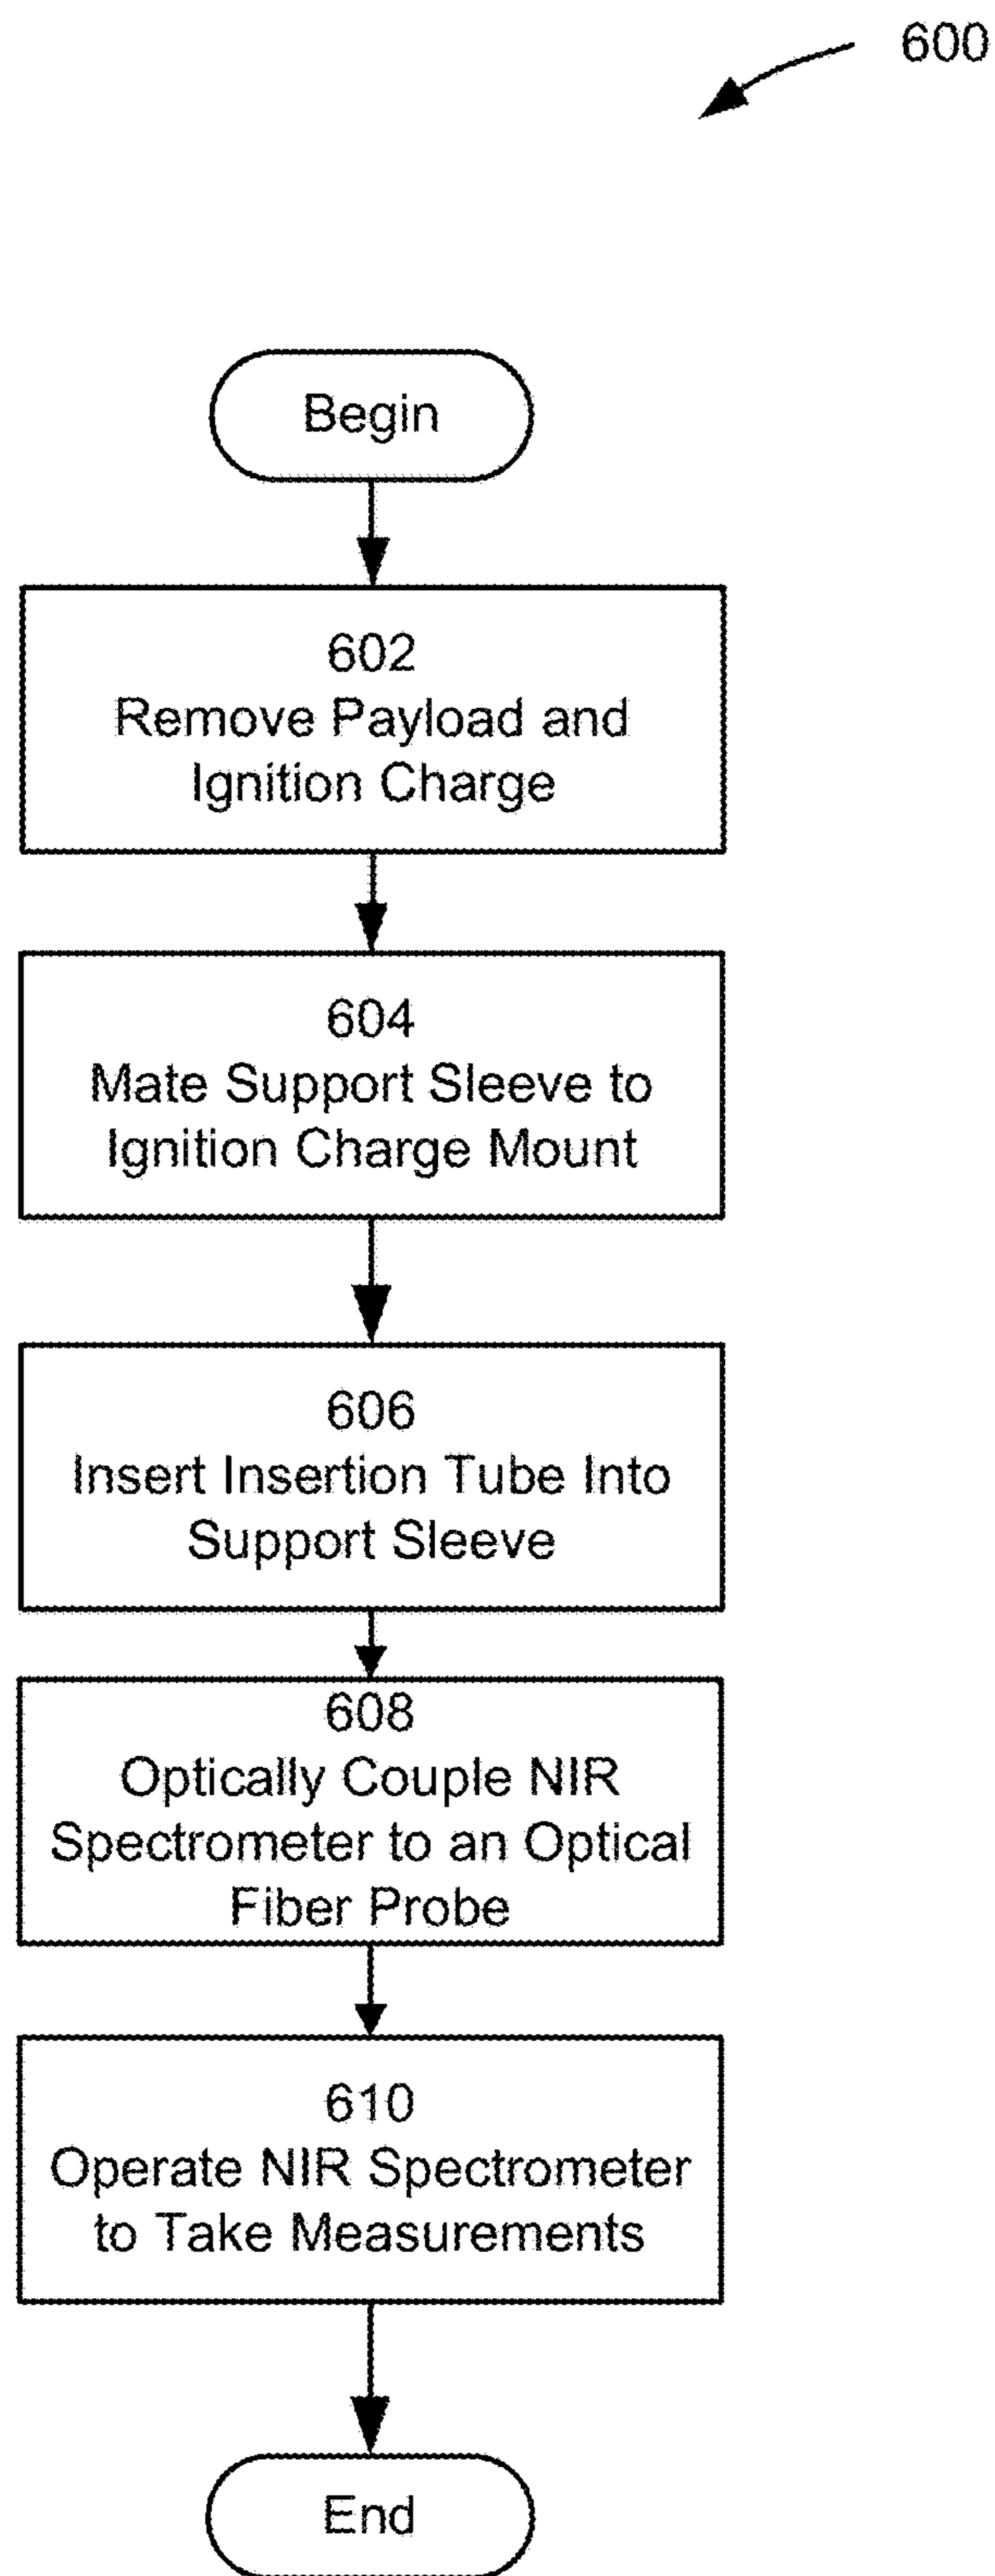 600
Begin
602
Remove Payload and
Ignition Charge
604
Mate Support Sleeve to
Ignition Charge Mount
606
Insert Insertion Tube Into
Support Sleeve
608
Optically Couple NIR
Spectrometer to an Optical
Fiber Probe
610
Operate NIR Spectrometer
to Take Measurements
End